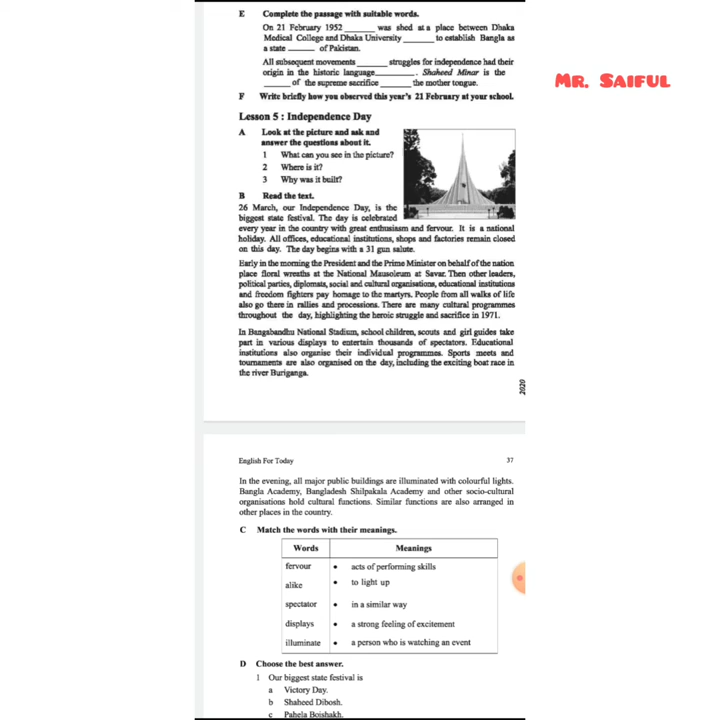 E Complete the passage with suitable words.
On 21 February 1952 ______ was shed at a place between Dhaka
Medical College and Dhaka University ______ to establish Bangla as
a state ______ of Pakistan.
All subsequent movements ______ struggles for independence had their
origin in the historic language ______. Shaheed Minar is the
______ of the supreme sacrifice ______ the mother tongue.
F Write briefly how you observed this year's 21 February at your school.
MR. SAIFUL
Lesson 5 : Independence Day
A Look at the picture and ask and
answer the questions about it.
1 What can you see in the picture?
2 Where is it?
3 Why was it built?
B Read the text.
26 March, our Independence Day, is the
biggest state festival. The day is celebrated
every year in the country with great enthusiasm and fervour. It is a national
holiday. All offices, educational institutions, shops and factories remain closed
on this day. The day begins with a 31 gun salute.
Early in the morning the President and the Prime Minister on behalf of the nation
place floral wreaths at the National Mausoleum at Savar. Then other leaders,
political parties, diplomats, social and cultural organisations, educational institutions
and freedom fighters pay homage to the martyrs. People from all walks of life
also go there in rallies and processions. There are many cultural programmes
throughout the day, highlighting the heroic struggle and sacrifice in 1971.
In Bangabandhu National Stadium, school children, scouts and girl guides take
part in various displays to entertain thousands of spectators. Educational
institutions also organise their individual programmes. Sports meets and
tournaments are also organised on the day, including the exciting boat race in
the river Buriganga.
2020
English For Today 37
In the evening, all major public buildings are illuminated with colourful lights.
Bangla Academy, Bangladesh Shilpakala Academy and other socio-cultural
organisations hold cultural functions. Similar functions are also arranged in
other places in the country.
C Match the words with their meanings.
Words Meanings
fervour • acts of performing skills
alike • to light up
spectator • in a similar way
displays • a strong feeling of excitement
illuminate • a person who is watching an event
D Choose the best answer.
1 Our biggest state festival is
a Victory Day.
b Shaheed Dibosh.
c Pahela Boishakh.